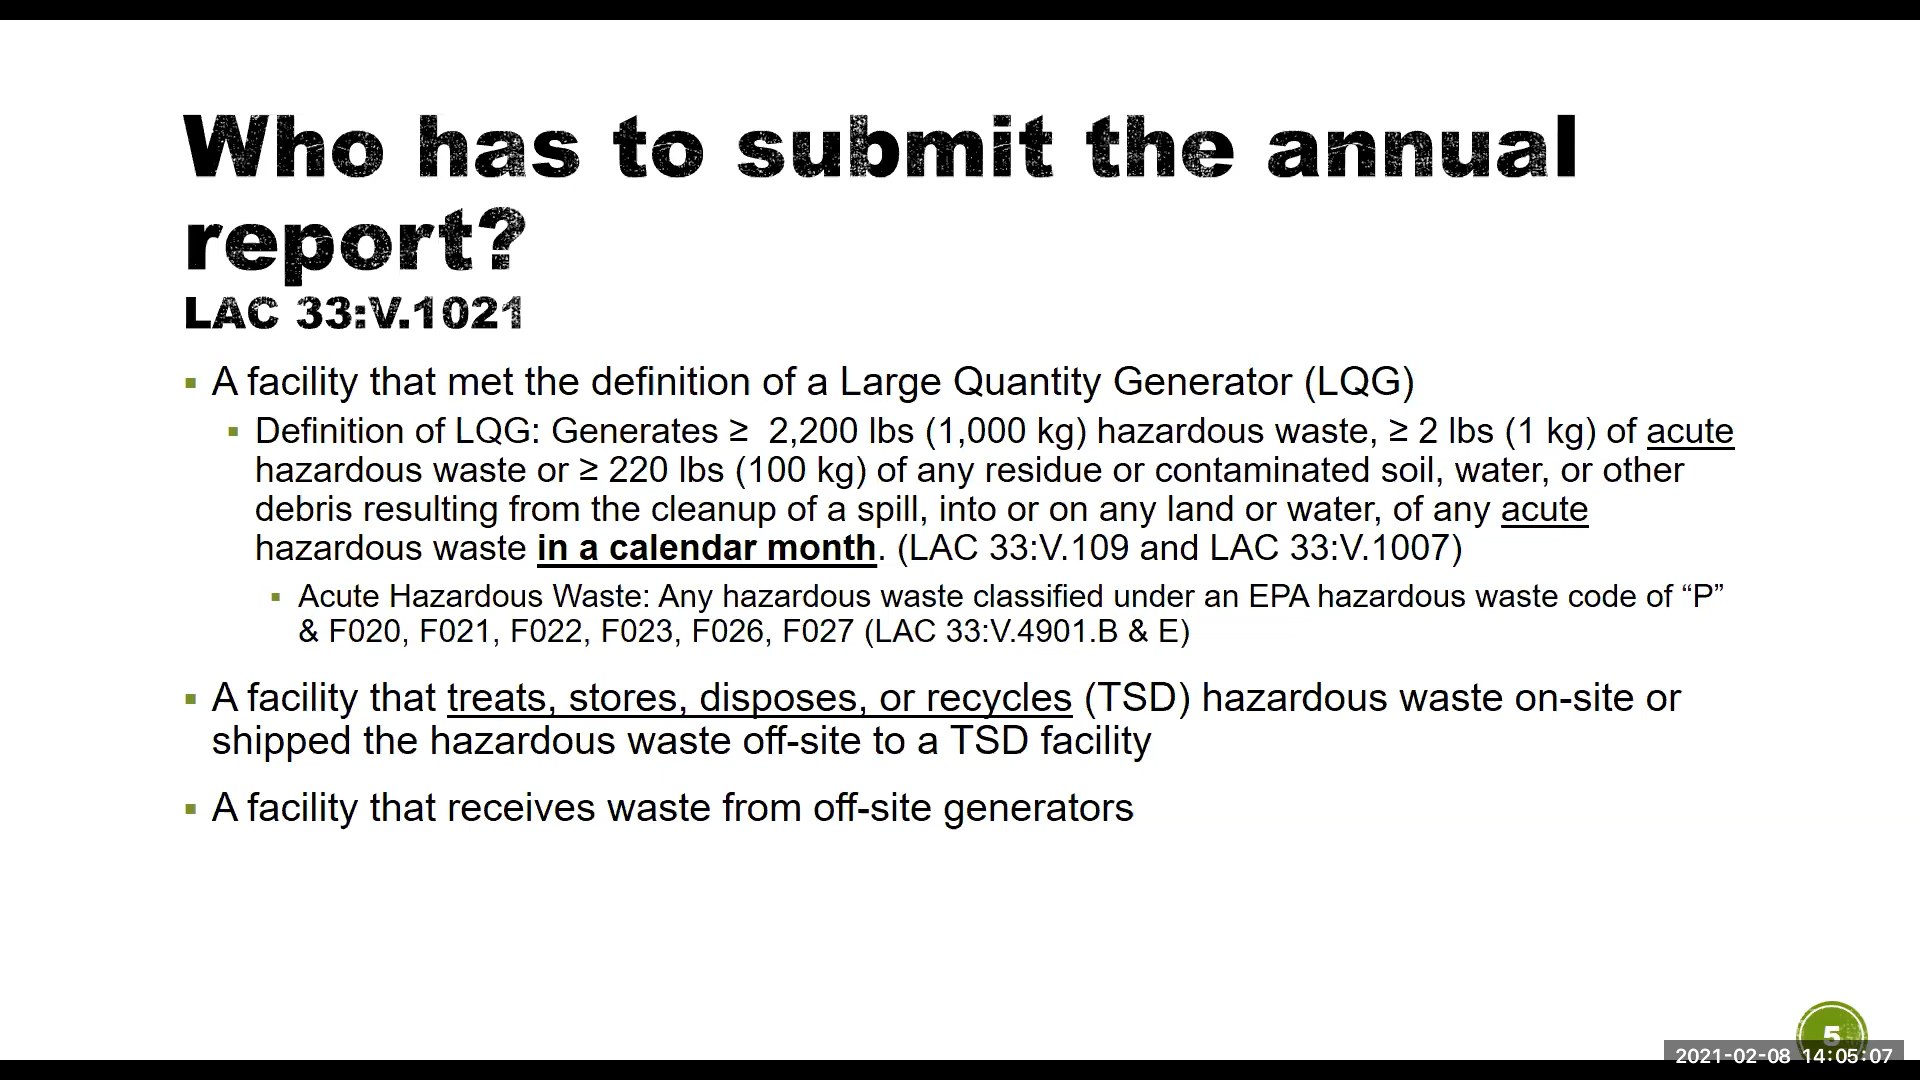 Who has to submit the annual
report?
LAC 33:V.1021
▪ A facility that met the definition of a Large Quantity Generator (LQG)
▪ Definition of LQG: Generates ≥  2,200 lbs (1,000 kg) hazardous waste, ≥ 2 lbs (1 kg) of acute
hazardous waste or ≥ 220 lbs (100 kg) of any residue or contaminated soil, water, or other
debris resulting from the cleanup of a spill, into or on any land or water, of any acute
hazardous waste in a calendar month. (LAC 33:V.109 and LAC 33:V.1007)
▪ Acute Hazardous Waste: Any hazardous waste classified under an EPA hazardous waste code of “P”
& F020, F021, F022, F023, F026, F027 (LAC 33:V.4901.B & E)
▪ A facility that treats, stores, disposes, or recycles (TSD) hazardous waste on-site or
shipped the hazardous waste off-site to a TSD facility
▪ A facility that receives waste from off-site generators
5
2021-02-08 14:05:07